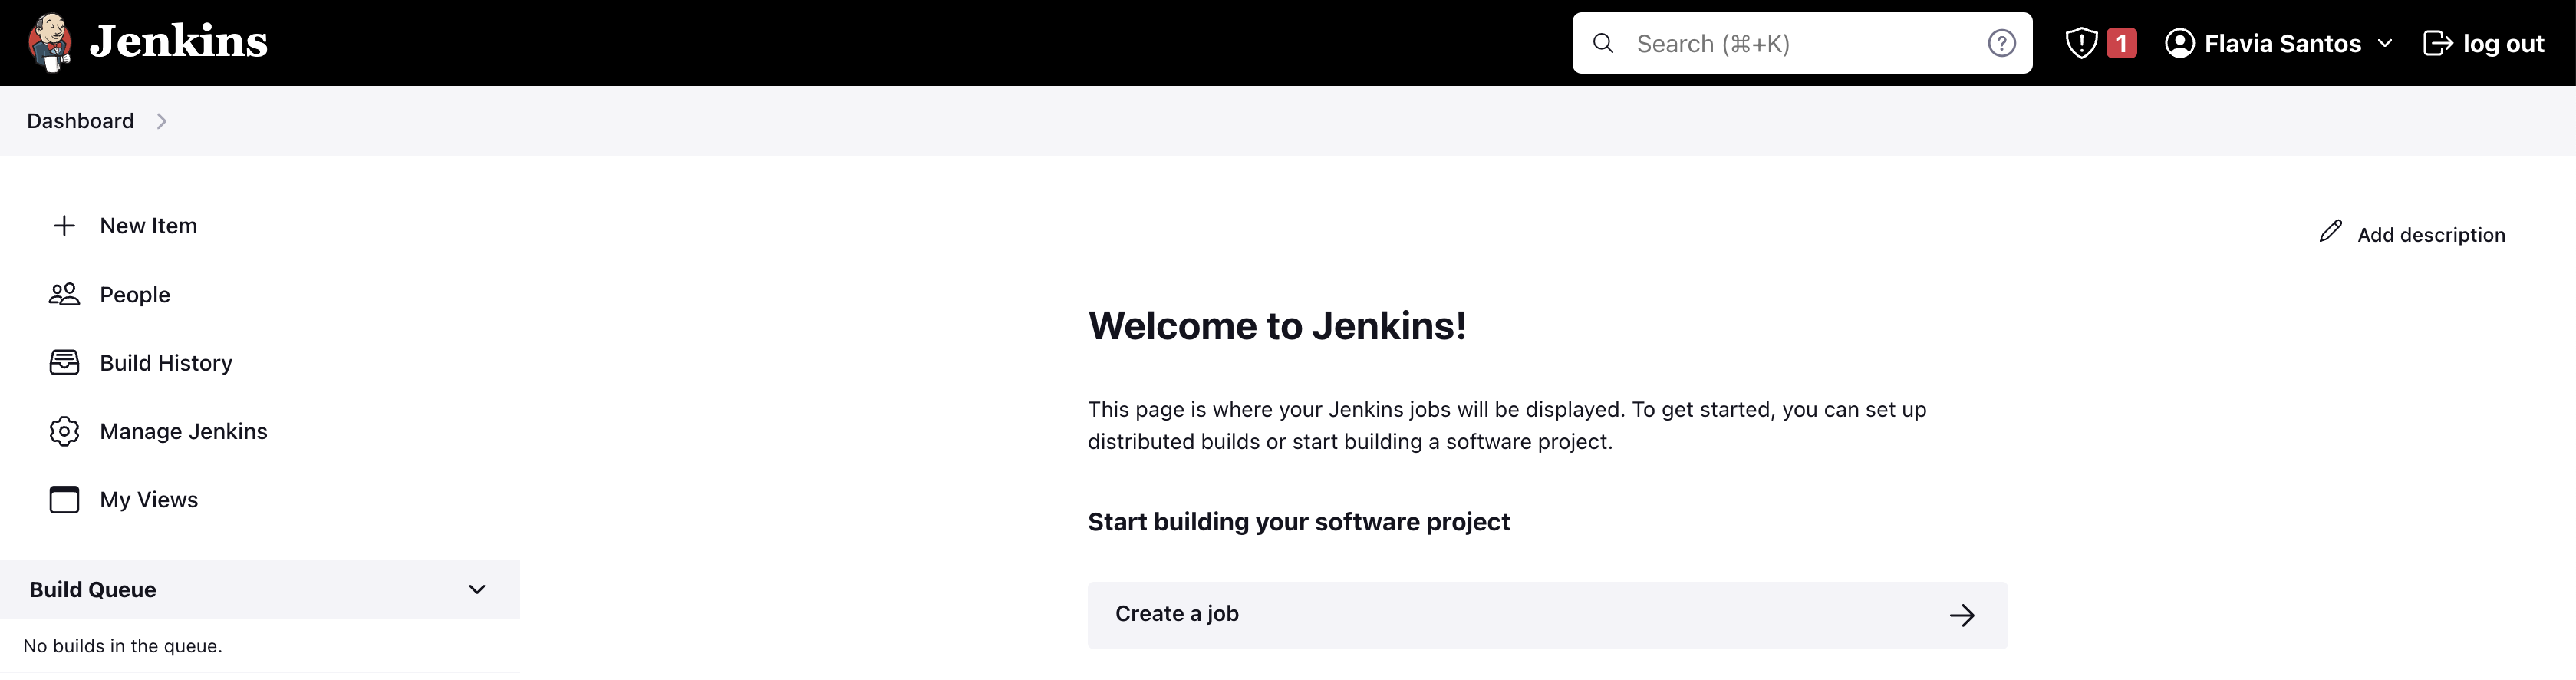 Jenkins
Search (⌘+K)
1
Flavia Santos
log out
Dashboard
New Item
People
Build History
Manage Jenkins
My Views
Build Queue
No builds in the queue.
Add description
Welcome to Jenkins!
This page is where your Jenkins jobs will be displayed. To get started, you can set up
distributed builds or start building a software project.
Start building your software project
Create a job